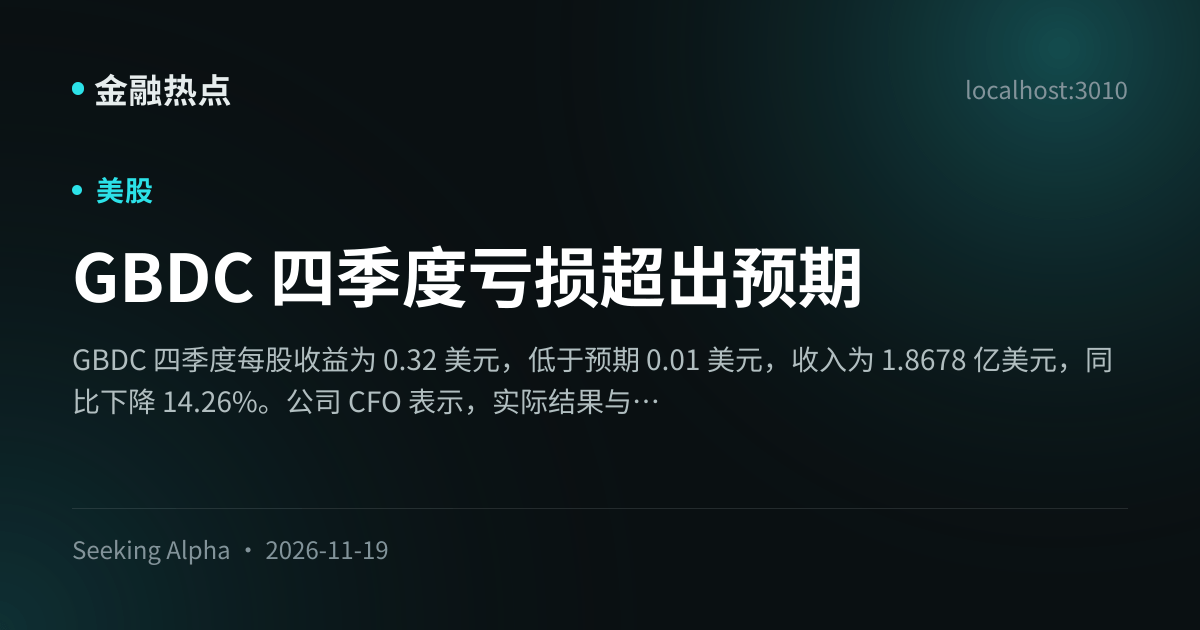 金融热点
localhost:3010
美股
GBDC 四季度亏损超出预期
GBDC 四季度每股收益为 0.32 美元，低于预期 0.01 美元，收入为 1.8678 亿美元，同
比下降 14.26%。公司 CFO 表示，实际结果与…
Seeking Alpha · 2026-11-19